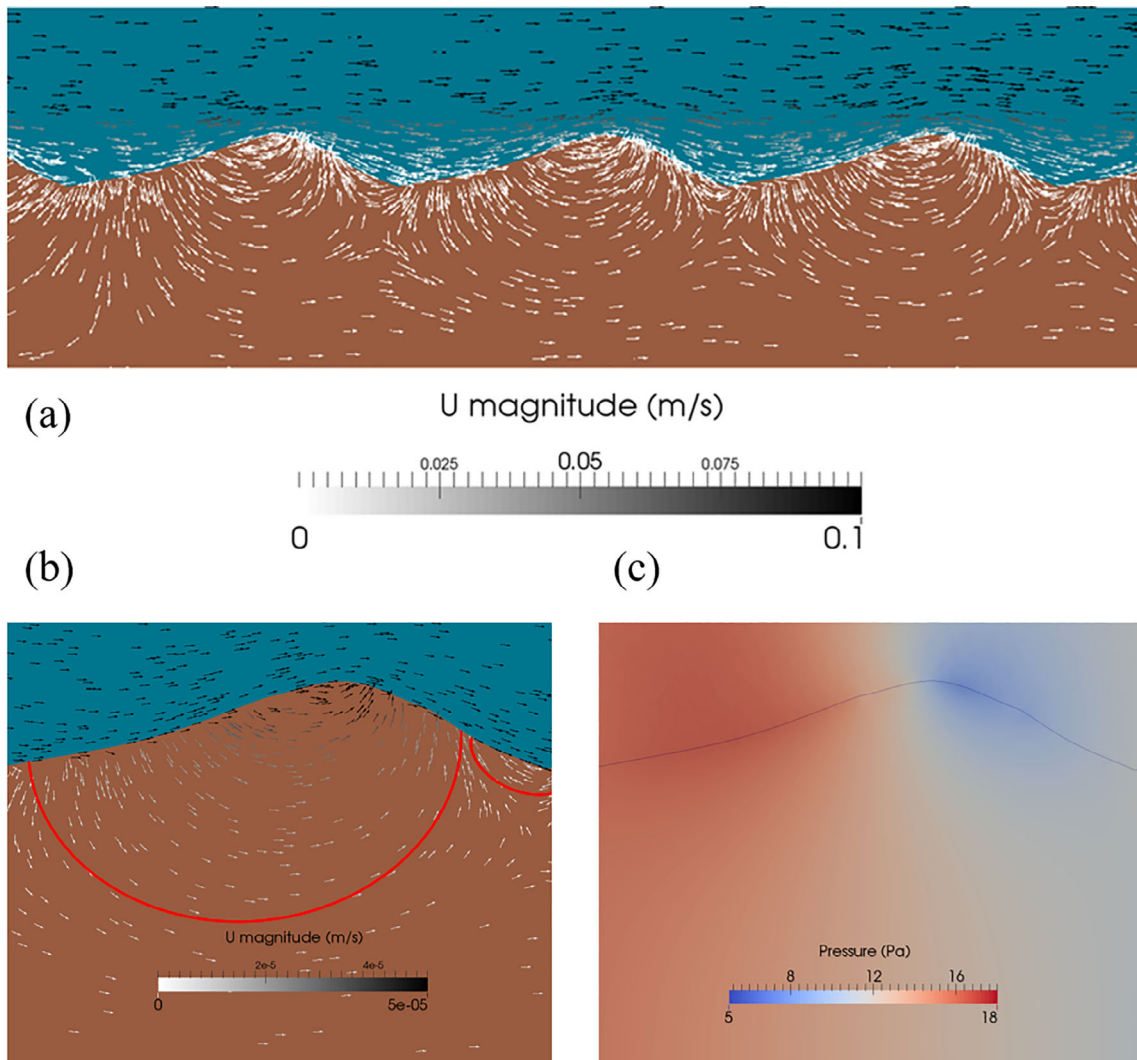 (a)
U magnitude (m/s)
0.025 0.05 0.075
0 0.1
(b) (c)
U magnitude (m/s)
2e-5 4e-5
0 5e-05
Pressure (Pa)
8 12 16
5 18